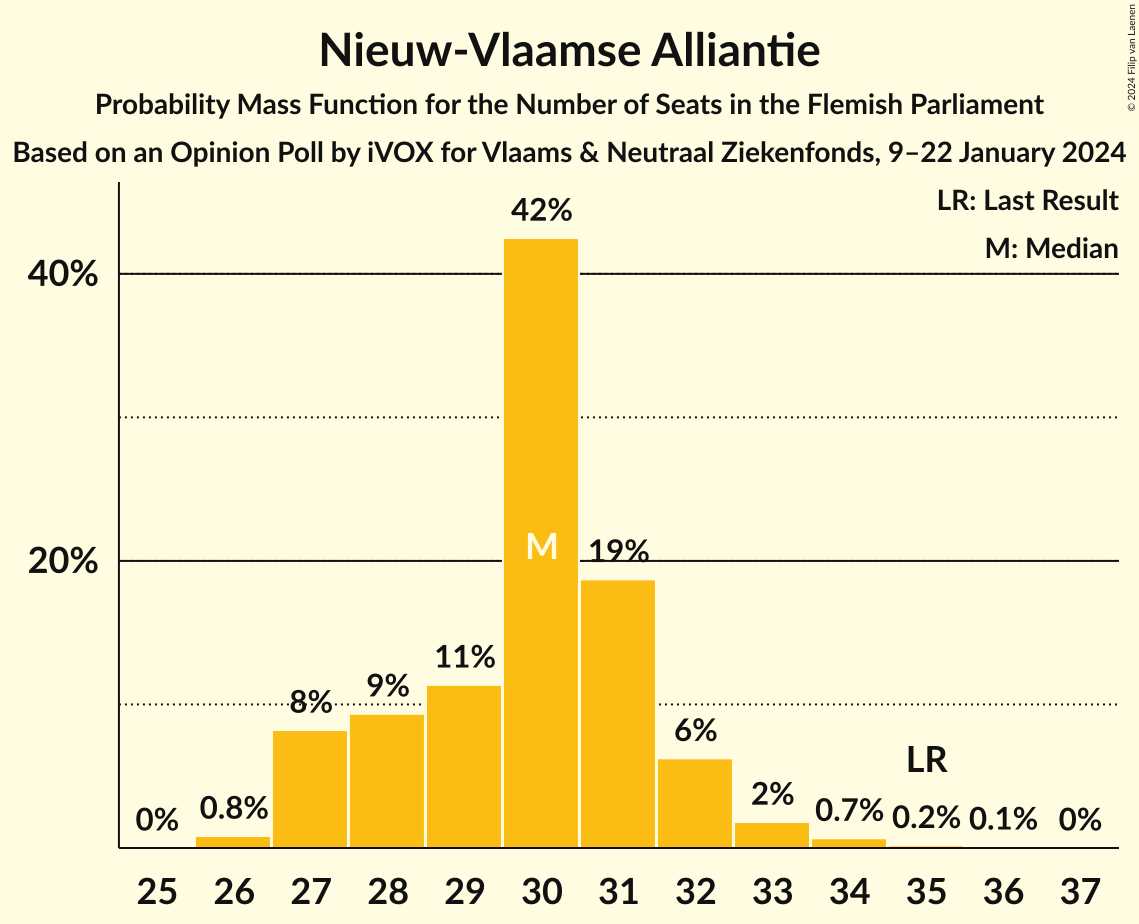 Nieuw-Vlaamse Alliantie
Probability Mass Function for the Number of Seats in the Flemish Parliament
Based on an Opinion Poll by iVOX for Vlaams & Neutraal Ziekenfonds, 9–22 January 2024
© 2024 Filip van Laenen
LR: Last Result
M: Median
42%
40%
M
19%
20%
11%
9%
8%
6%
LR
2%
0%
0.8%
0.7%
0.2%
0.1%
0%
25 26 27 28 29 30 31 32 33 34 35 36 37